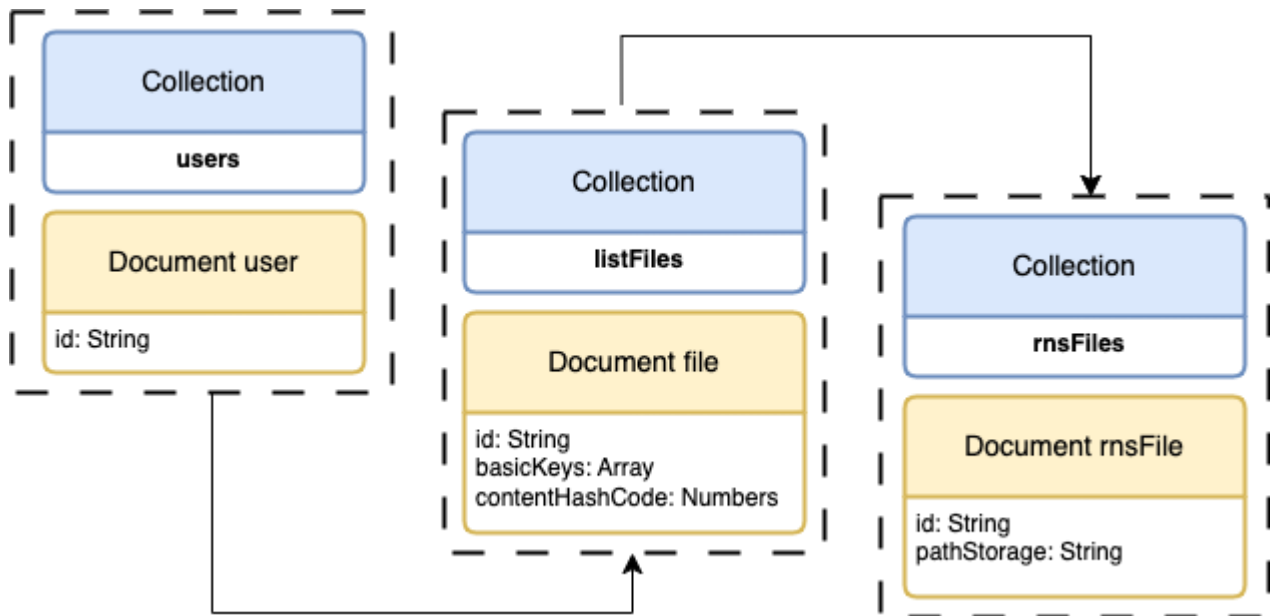 Collection
users
Document user
id: String
Collection
listFiles
Document file
id: String
basicKeys: Array
contentHashCode: Numbers
Collection
rnsFiles
Document rnsFile
id: String
pathStorage: String